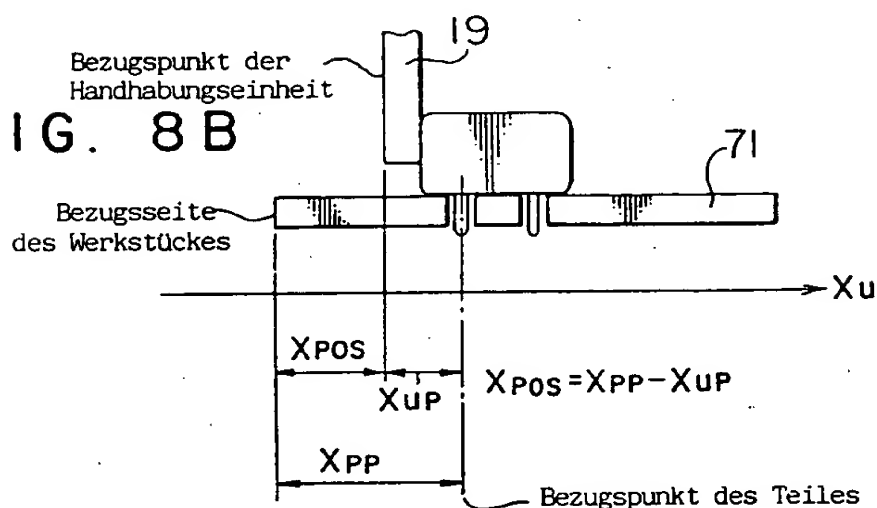 19
Bezugspunkt der
Handhabungseinheit
IG. 8B
71
Bezugsseite
des Werkstückes
Xu
XPOS
XuP
XPOS=XPP-XuP
XPP
Bezugspunkt des Teiles